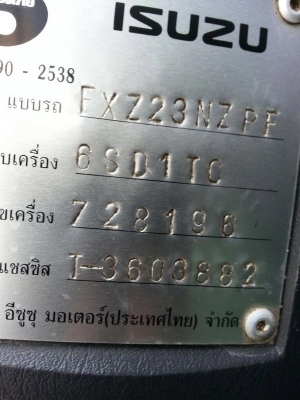 ISUZU
90 - 2538
แบบรถ FXZ23NZPF
บเครื่อง 6SD1TC
ขเครื่อง 728196
แชสซิส T-3603882
อีซูซุ มอเตอร์(ประเทศไทย) จำกัด